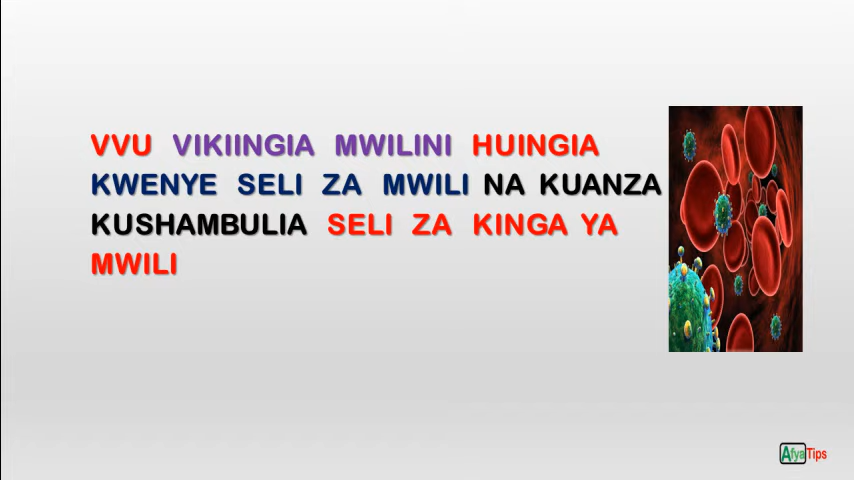 VVU VIKIINGIA MWILINI HUINGIA
KWENYE SELI ZA MWILI NA KUANZA
KUSHAMBULIA SELI ZA KINGA YA
MWILI
AfyaTips